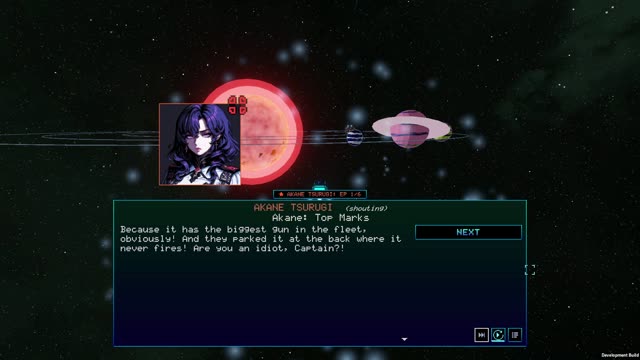 ★ AKANE TSURUGI: EP 1/6
AKANE TSURUGI (shouting)
Akane: Top Marks
Because it has the biggest gun in the fleet,
obviously! And they parked it at the back where it
never fires! Are you an idiot, Captain?!
NEXT
Development Build